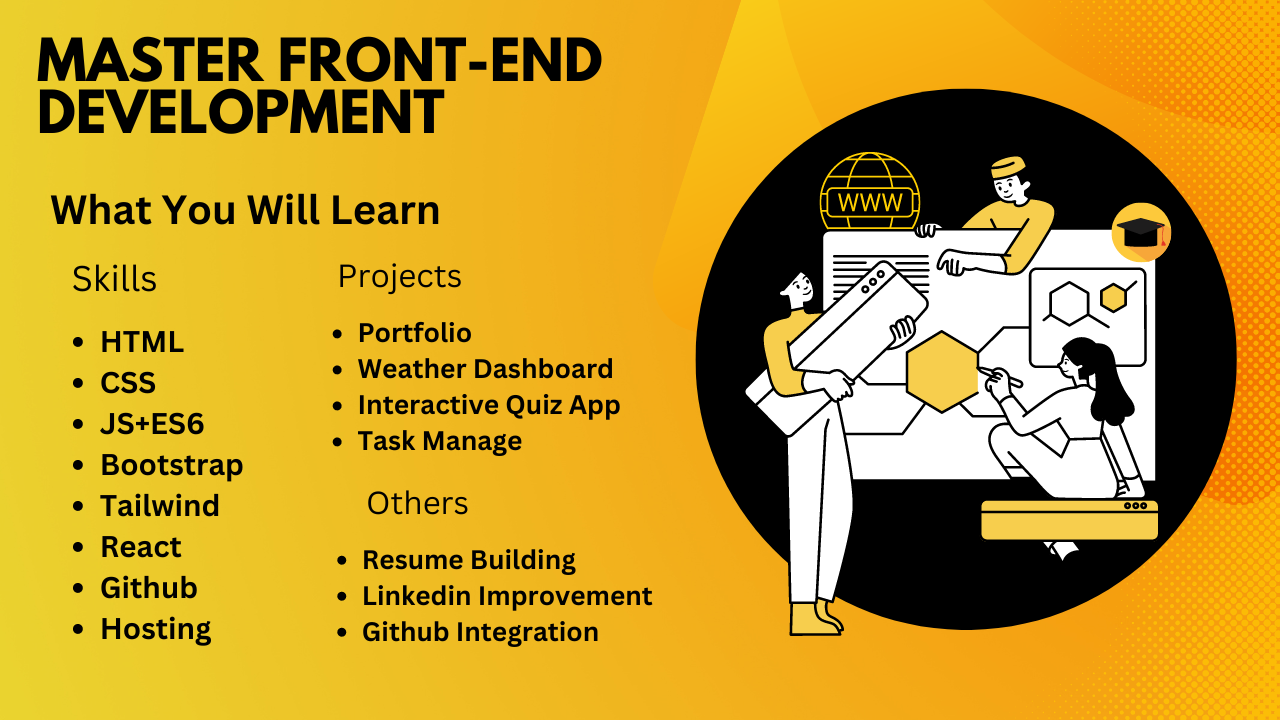 MASTER FRONT-END
DEVELOPMENT
What You Will Learn
Skills
• HTML
• CSS
• JS+ES6
• Bootstrap
• Tailwind
• React
• Github
• Hosting
Projects
• Portfolio
• Weather Dashboard
• Interactive Quiz App
• Task Manage
Others
• Resume Building
• Linkedin Improvement
• Github Integration
WWW